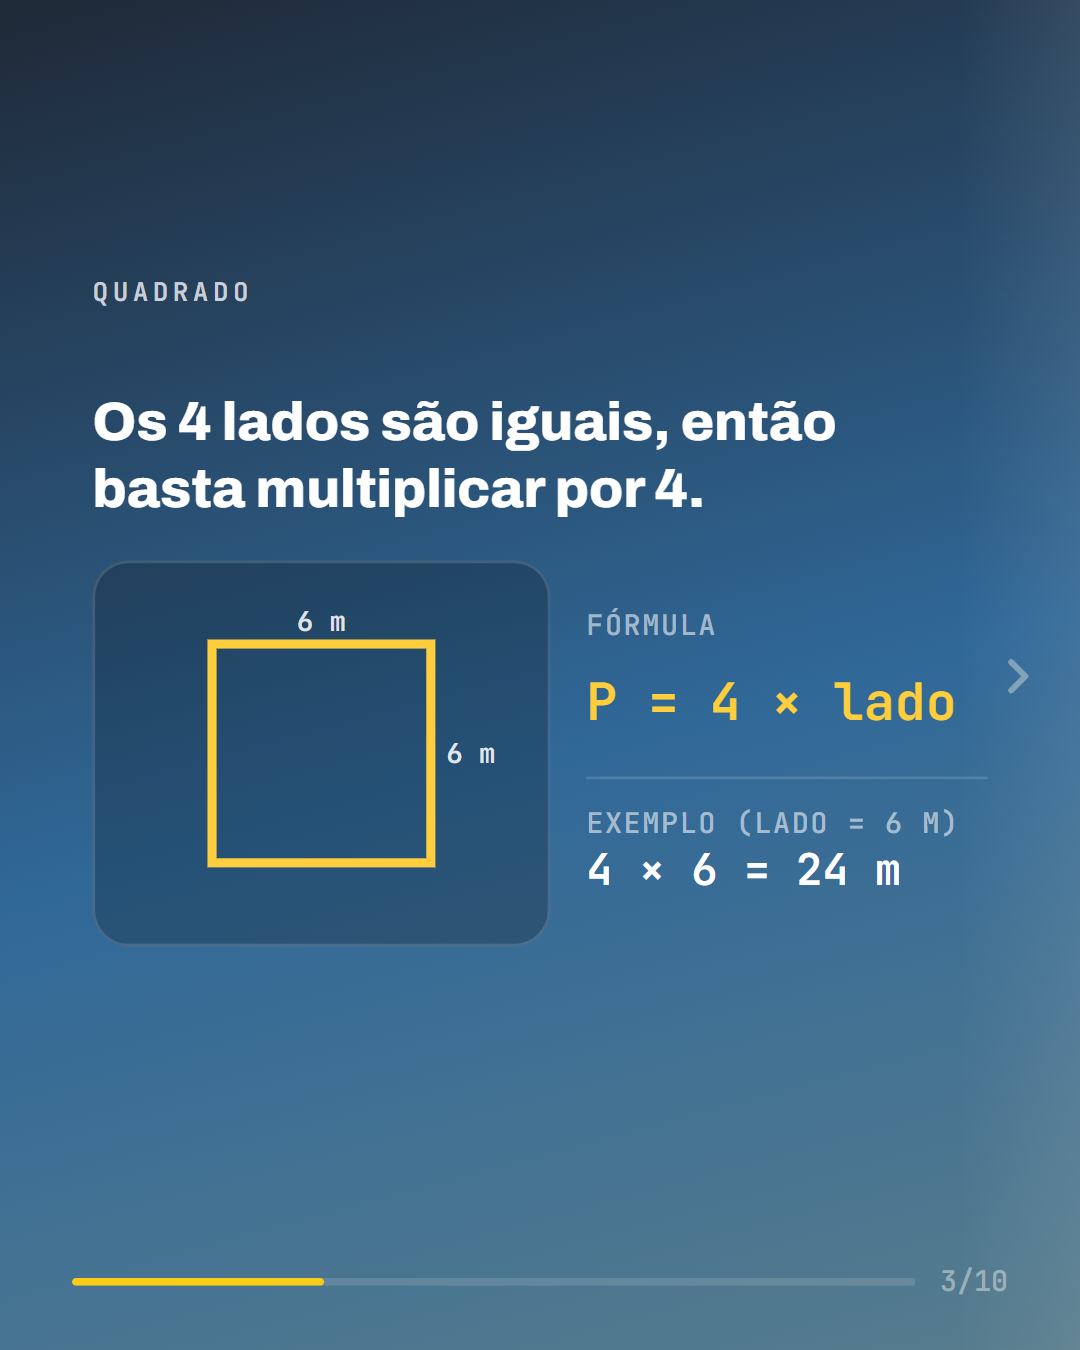 QUADRADO
Os 4 lados são iguais, então
basta multiplicar por 4.
6 m
6 m
FÓRMULA
P = 4 × lado
EXEMPLO (LADO = 6 M)
4 × 6 = 24 m
3/10